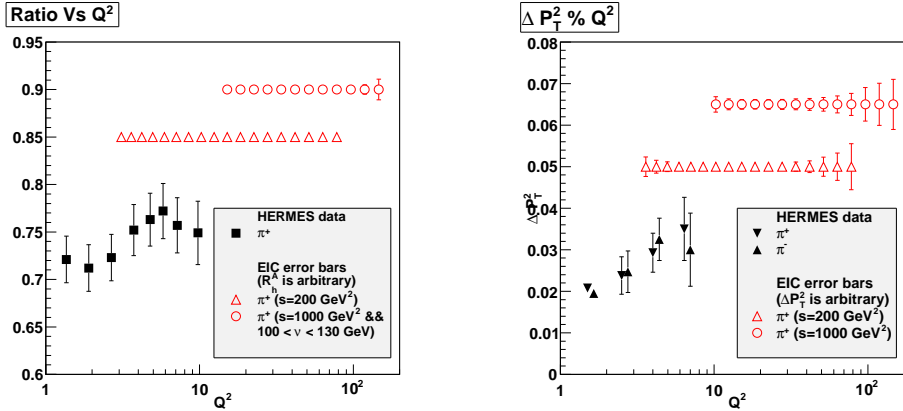 Ratio Vs Q²
0.95
0.9
0.85
0.8
0.75
0.7
0.65
0.6
HERMES data
π⁺
EIC error bars
(R_h^A is arbitrary)
π⁺ (s=200 GeV²)
π⁺ (s=1000 GeV² &&
100 < ν < 130 GeV)
1
10
10²
Q²
Δ P_T² % Q²
Δ P_T²
0.08
0.07
0.06
0.05
0.04
0.03
0.02
0.01
0
HERMES data
π⁺
π⁻
EIC error bars
(ΔP_T² is arbitrary)
π⁺ (s=200 GeV²)
π⁺ (s=1000 GeV²)
1
10
10²
Q²